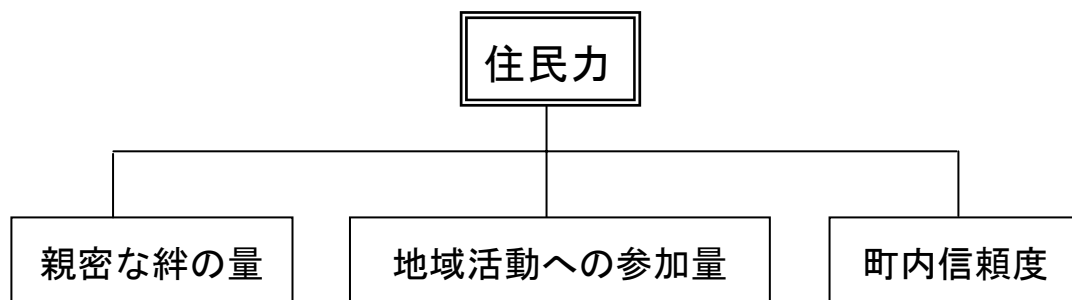 住民力
親密な絆の量
地域活動への参加量
町内信頼度